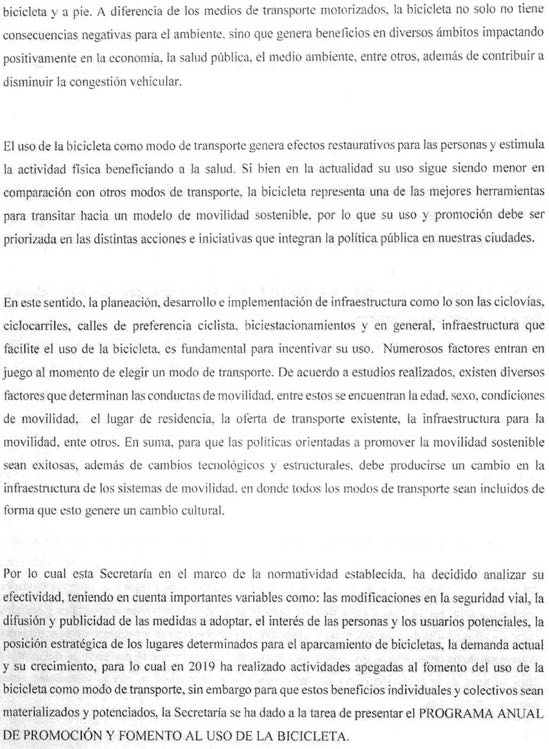 bicicleta y a pie. A diferencia de los medios de transporte motorizados, la bicicleta no solo no tiene
consecuencias negativas para el ambiente, sino que genera beneficios en diversos ámbitos impactando
positivamente en la economía, la salud pública, el medio ambiente, entre otros, además de contribuir a
disminuir la congestión vehicular.
El uso de la bicicleta como modo de transporte genera efectos restaurativos para las personas y estimula
la actividad física beneficiando a la salud. Si bien en la actualidad su uso sigue siendo menor en
comparación con otros modos de transporte, la bicicleta representa una de las mejores herramientas
para transitar hacia un modelo de movilidad sostenible, por lo que su uso y promoción debe ser
priorizada en las distintas acciones e iniciativas que integran la política pública en nuestras ciudades.
En este sentido, la planeación, desarrollo e implementación de infraestructura como lo son las ciclovías,
ciclocarriles, calles de preferencia ciclista, biciestacionamientos y en general, infraestructura que
facilite el uso de la bicicleta, es fundamental para incentivar su uso. Numerosos factores entran en
juego al momento de elegir un modo de transporte. De acuerdo a estudios realizados, existen diversos
factores que determinan las conductas de movilidad, entre estos se encuentran la edad, sexo, condiciones
de movilidad, el lugar de residencia, la oferta de transporte existente, la infraestructura para la
movilidad, ente otros. En suma, para que las políticas orientadas a promover la movilidad sostenible
sean exitosas, además de cambios tecnológicos y estructurales, debe producirse un cambio en la
infraestructura de los sistemas de movilidad, en donde todos los modos de transporte sean incluidos de
forma que esto genere un cambio cultural.
Por lo cual esta Secretaría en el marco de la normatividad establecida, ha decidido analizar su
efectividad, teniendo en cuenta importantes variables como: las modificaciones en la seguridad vial, la
difusión y publicidad de las medidas a adoptar, el interés de las personas y los usuarios potenciales, la
posición estratégica de los lugares determinados para el aparcamiento de bicicletas, la demanda actual
y su crecimiento, para lo cual en 2019 ha realizado actividades apegadas al fomento del uso de la
bicicleta como modo de transporte, sin embargo para que estos beneficios individuales y colectivos sean
materializados y potenciados, la Secretaría se ha dado a la tarea de presentar el PROGRAMA ANUAL
DE PROMOCIÓN Y FOMENTO AL USO DE LA BICICLETA.